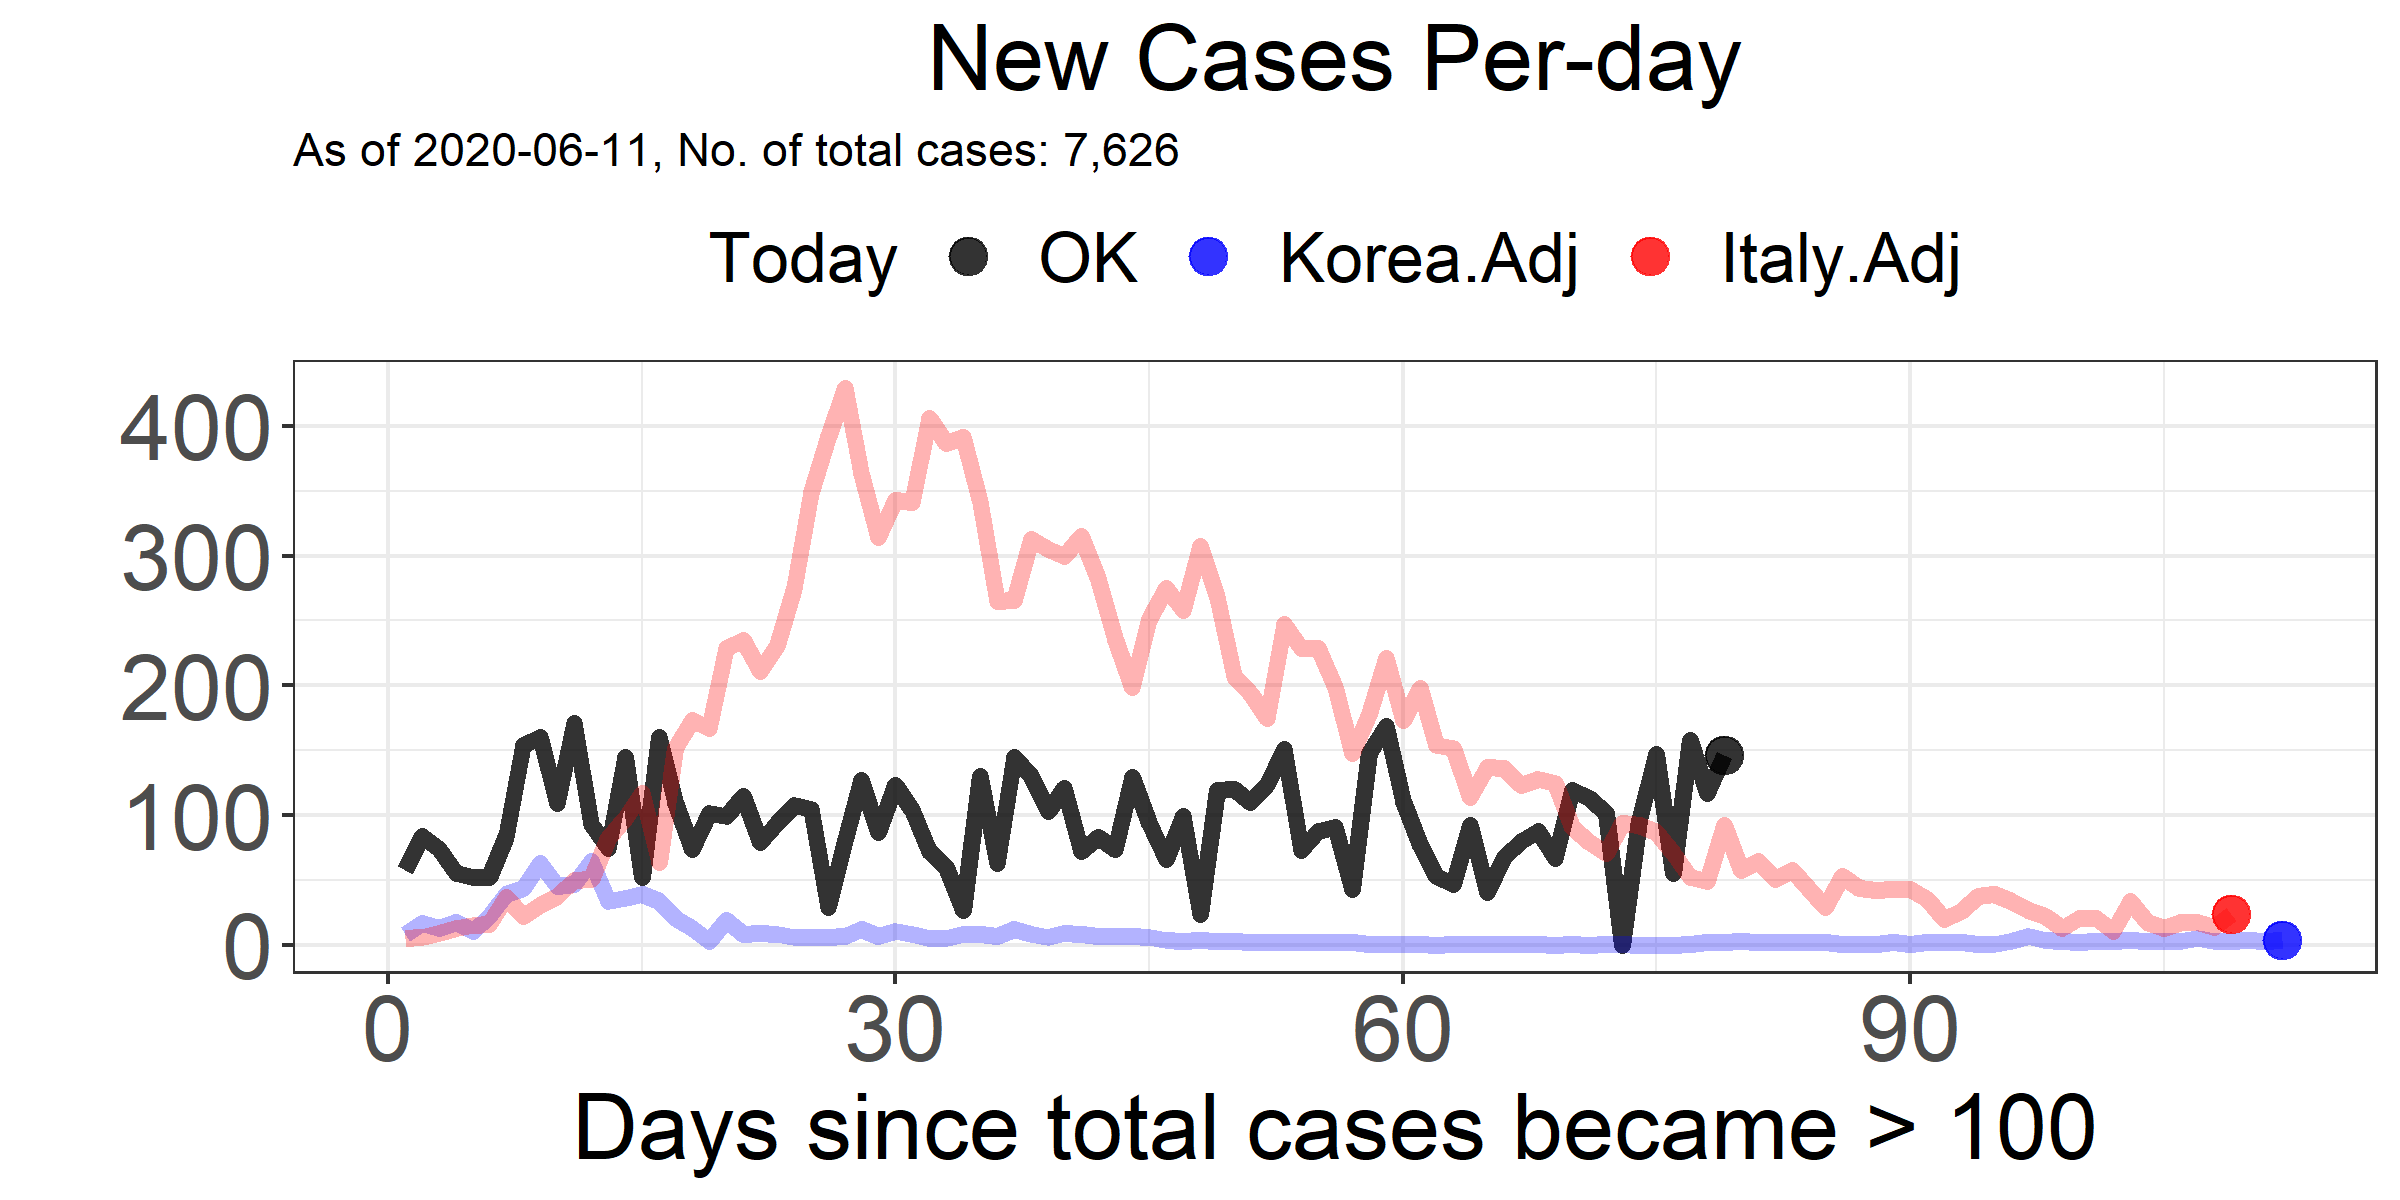 New Cases Per-day
As of 2020-06-11, No. of total cases: 7,626
Today OK Korea.Adj Italy.Adj
400
300
200
100
0
0 30 60 90
Days since total cases became > 100